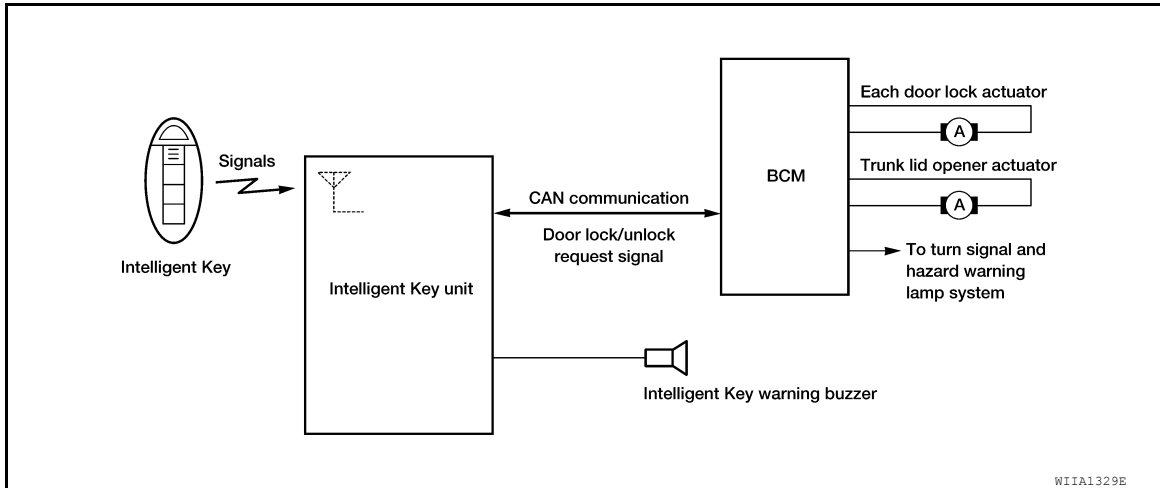 Intelligent Key
Signals
Intelligent Key unit
CAN communication
Door lock/unlock
request signal
Intelligent Key warning buzzer
BCM
Each door lock actuator
A
Trunk lid opener actuator
A
To turn signal and
hazard warning
lamp system
WIIA1329E